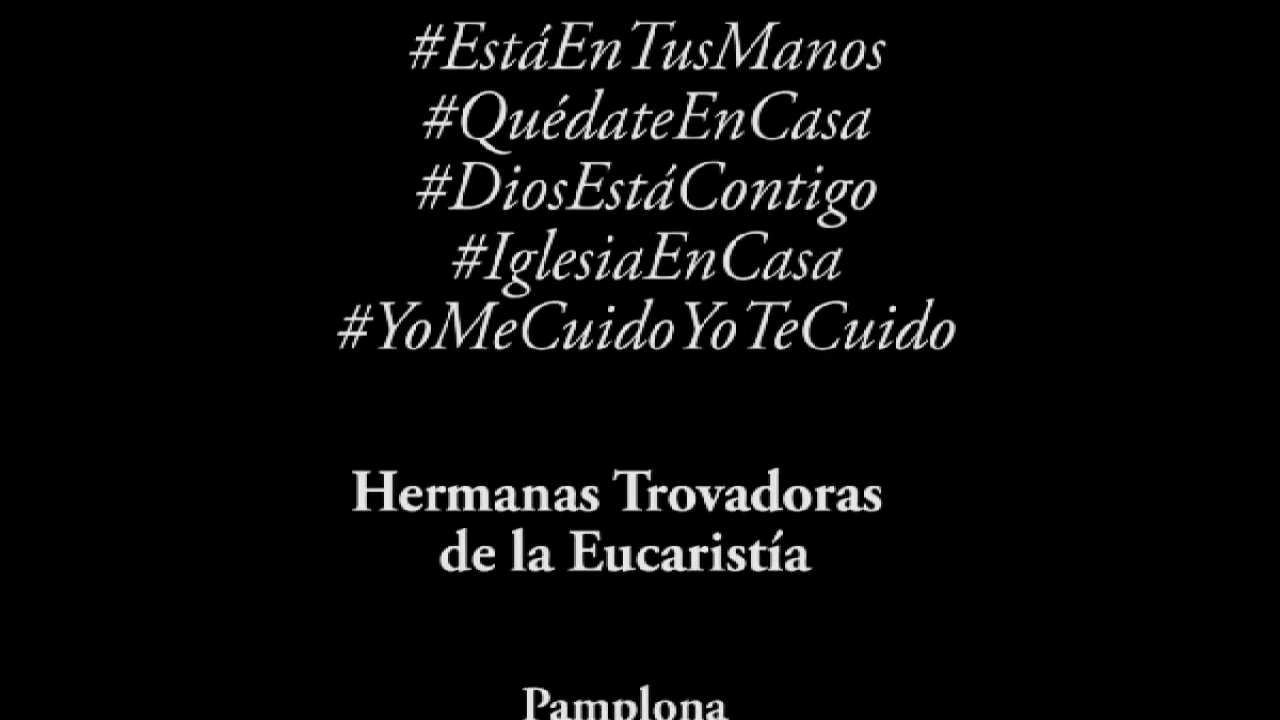 #EstáEnTusManos
#QuédateEnCasa
#DiosEstáContigo
#IglesiaEnCasa
#YoMeCuidoYoTeCuido
Hermanas Trovadoras
de la Eucaristía
Pamplona